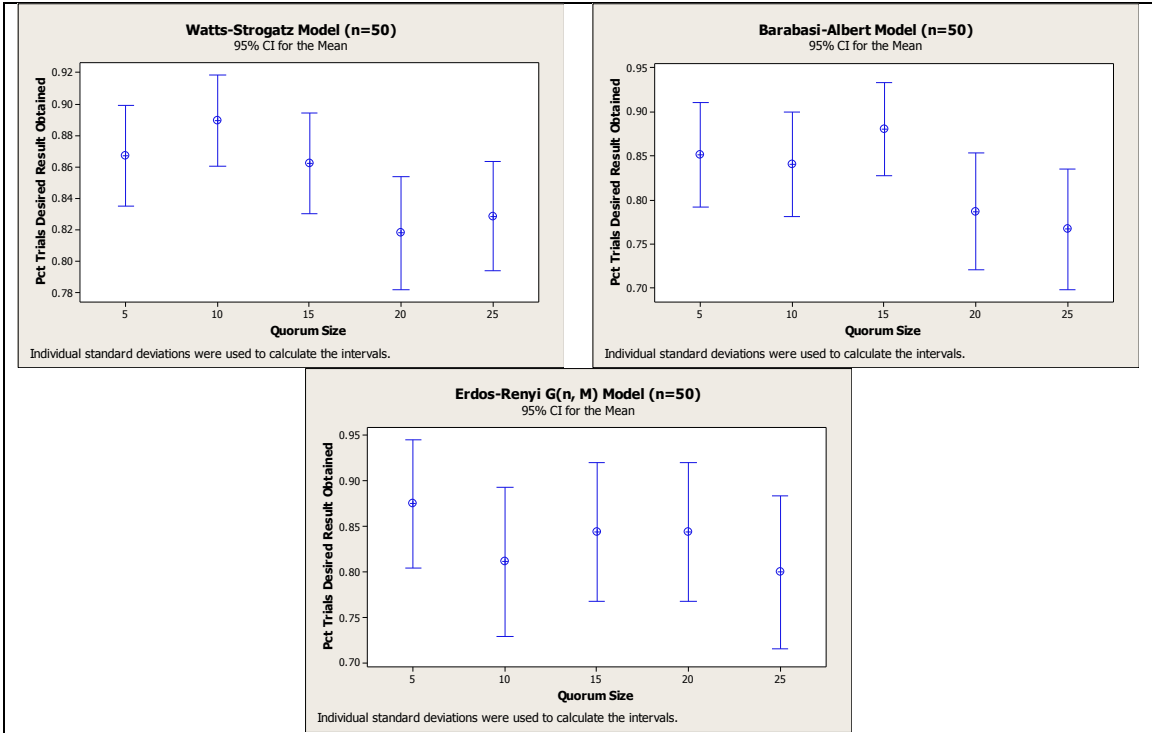 Watts-Strogatz Model (n=50)
95% CI for the Mean
Pct Trials Desired Result Obtained
0.92
0.90
0.88
0.86
0.84
0.82
0.80
0.78
5 10 15 20 25
Quorum Size
Individual standard deviations were used to calculate the intervals.
Barabasi-Albert Model (n=50)
95% CI for the Mean
Pct Trials Desired Result Obtained
0.95
0.90
0.85
0.80
0.75
0.70
5 10 15 20 25
Quorum Size
Individual standard deviations were used to calculate the intervals.
Erdos-Renyi G(n, M) Model (n=50)
95% CI for the Mean
Pct Trials Desired Result Obtained
0.95
0.90
0.85
0.80
0.75
0.70
5 10 15 20 25
Quorum Size
Individual standard deviations were used to calculate the intervals.